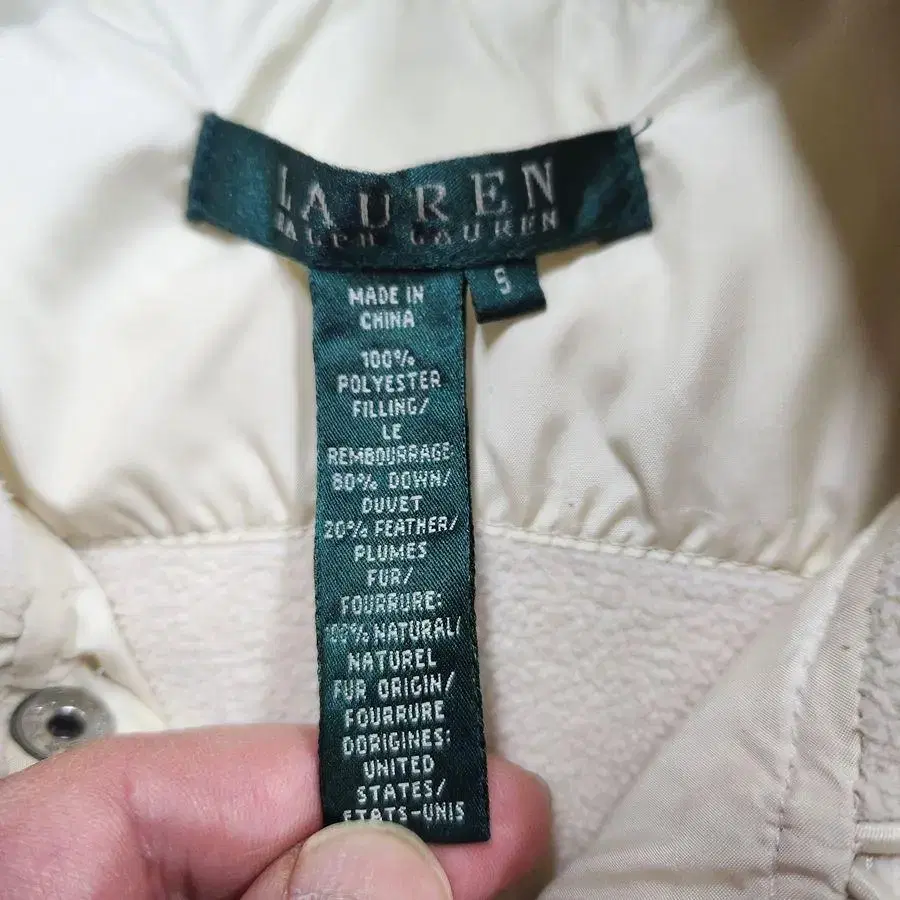 LAUREN
RALPH LAUREN
S
MADE IN
CHINA
100%
POLYESTER
FILLING/
LE
REMBOURRAGE
80% DOWN/
DUVET
20% FEATHER/
PLUMES
FUR/
FOURRURE:
100% NATURAL/
NATUREL
FUR ORIGIN/
FOURRURE
DORIGINES:
UNITED
STATES/
ETATS-UNIS